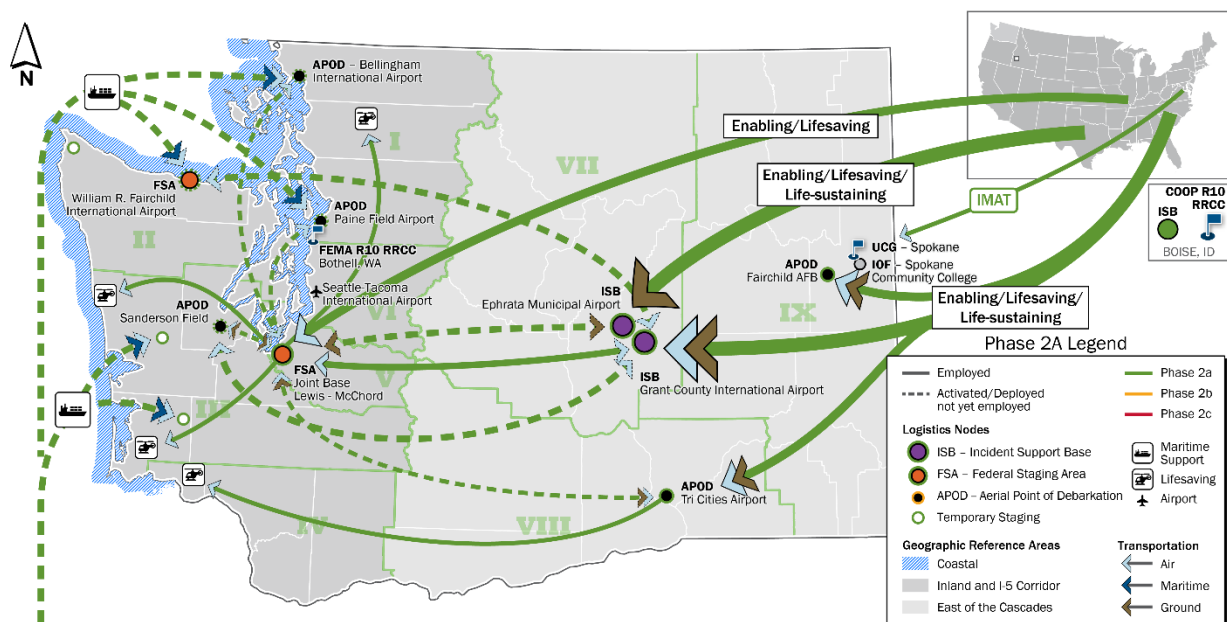 N
APOD – Bellingham
International Airport
I
VII
Enabling/Lifesaving
Enabling/Lifesaving/
Life-sustaining
IMAT
COOP R10
RRCC
ISB
BOISE, ID
FSA
William R. Fairchild
International Airport
II
APOD
Paine Field Airport
FEMA R10 RRCC
Bothell, WA
Seattle-Tacoma
International Airport
UCG – Spokane
IOF – Spokane
Community College
APOD
Fairchild AFB
ISB
Ephrata Municipal Airport
IX
VI
APOD
Sanderson Field
Enabling/Lifesaving/
Life-sustaining
FSA
Joint Base
Lewis - McChord
V
ISB
Grant County International Airport
III
APOD
Tri Cities Airport
IV
VIII
Phase 2A Legend
Employed
Activated/Deployed
not yet employed
Phase 2a
Phase 2b
Phase 2c
Logistics Nodes
ISB – Incident Support Base
FSA – Federal Staging Area
APOD – Aerial Point of Debarkation
Temporary Staging
Maritime
Support
Lifesaving
Airport
Geographic Reference Areas
Coastal
Inland and I-5 Corridor
East of the Cascades
Transportation
Air
Maritime
Ground